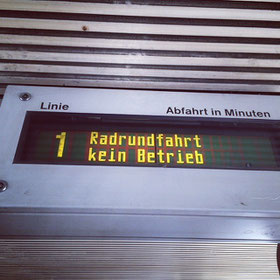 Linie Abfahrt in Minuten
1 Radrundfahrt
kein Betrieb